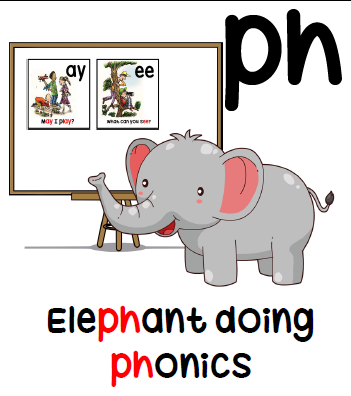 ph
ay
ee
May I play?
What can you see?
Elephant doing
phonics